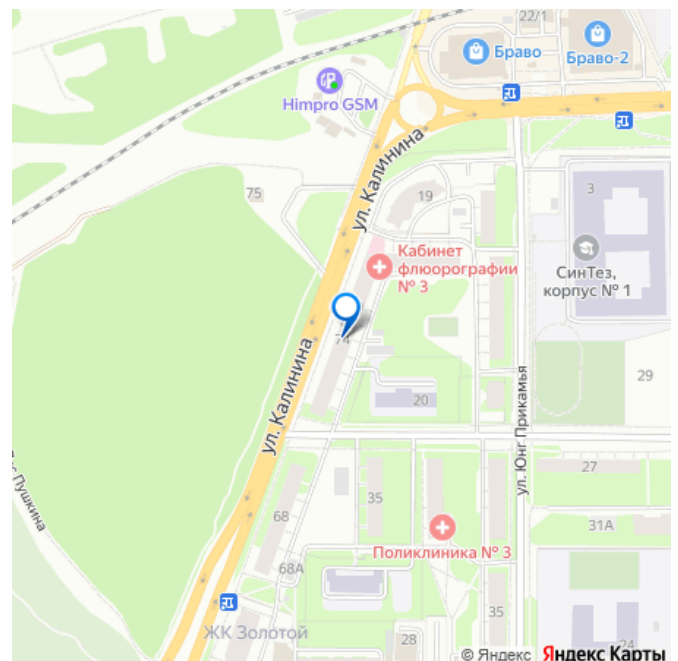 22/1
Браво
Браво-2
Himpro GSM
ул. Калинина
75
19
3
Кабинет
флюорографии
№ 3
СинТез,
корпус № 1
74
ул. Калинина
29
20
ул. Юнг Прикамья
27
Пушкина
68
35
31А
Поликлиника № 3
68А
35
ЖК Золотой
28
24
© Яндекс Яндекс Карты